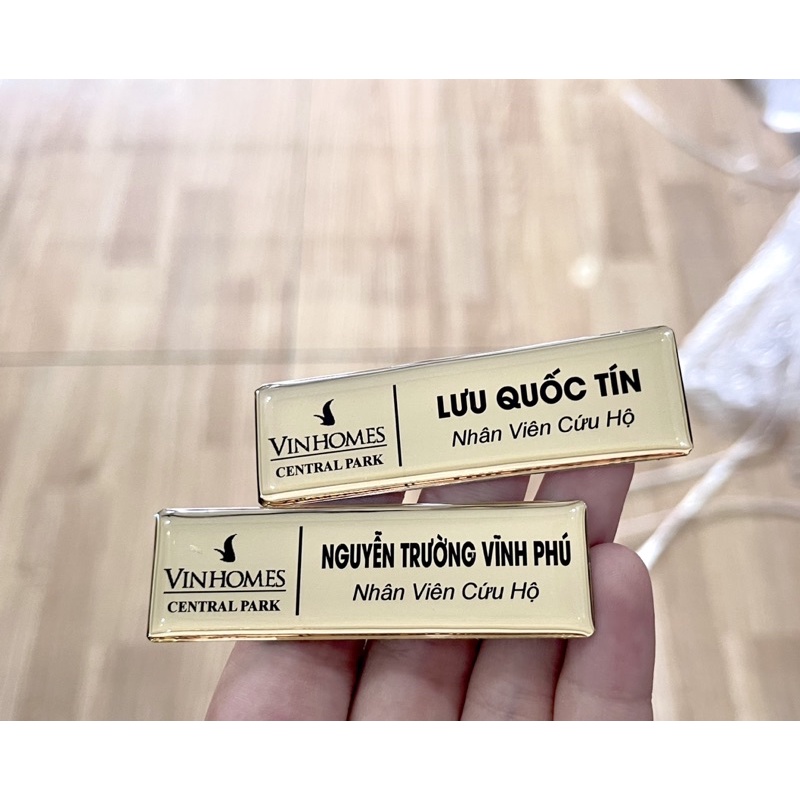 VINHOMES
CENTRAL PARK
LƯU QUỐC TÍN
Nhân Viên Cứu Hộ
VINHOMES
CENTRAL PARK
NGUYỄN TRƯỜNG VĨNH PHÚ
Nhân Viên Cứu Hộ